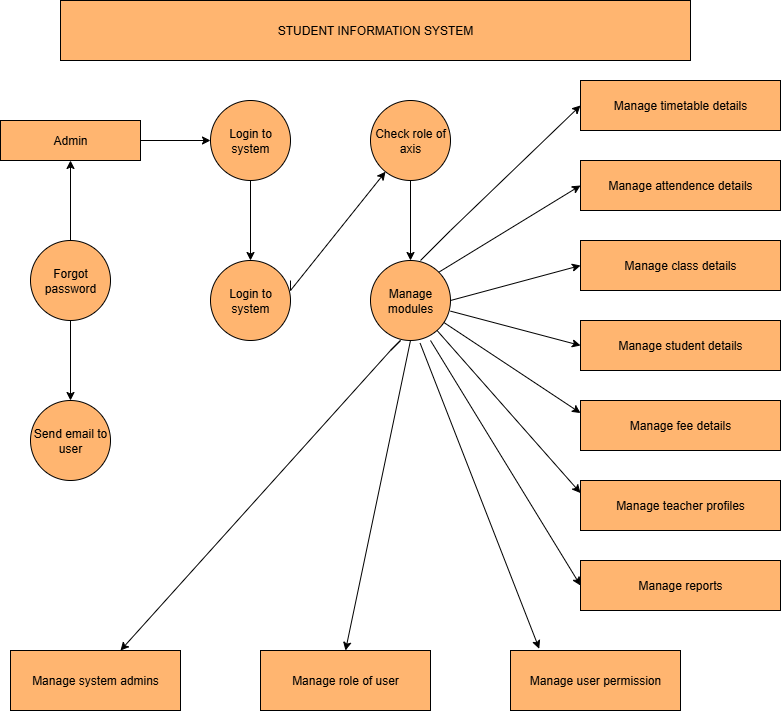 STUDENT INFORMATION SYSTEM
Admin
Login to
system
Check role of
axis
Manage timetable details
Manage attendence details
Forgot
password
Login to
system
Manage
modules
Manage class details
Manage student details
Send email to
user
Manage fee details
Manage teacher profiles
Manage reports
Manage system admins
Manage role of user
Manage user permission